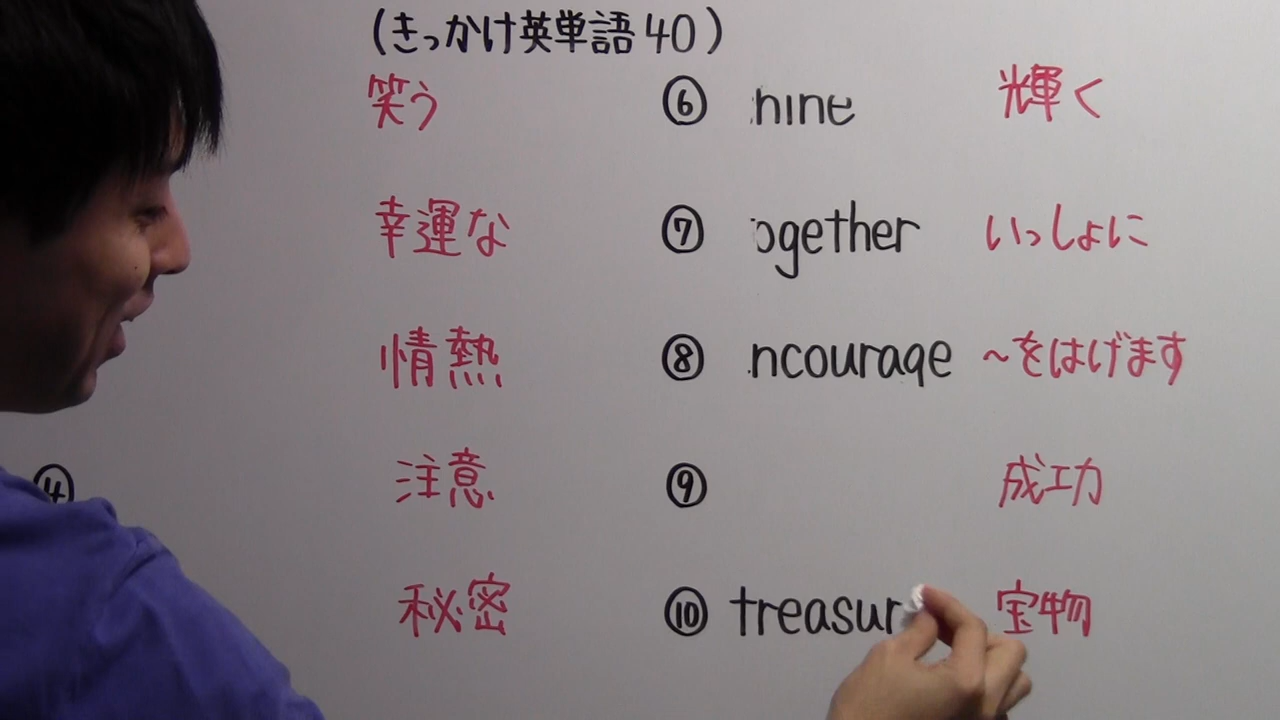 (きっかけ英単語40)
笑う ⑥ hine 輝く
幸運な ⑦ ogether いっしょに
情熱 ⑧ ncourage ~をはげます
④ 注意 ⑨ 成功
秘密 ⑩ treasur 宝物